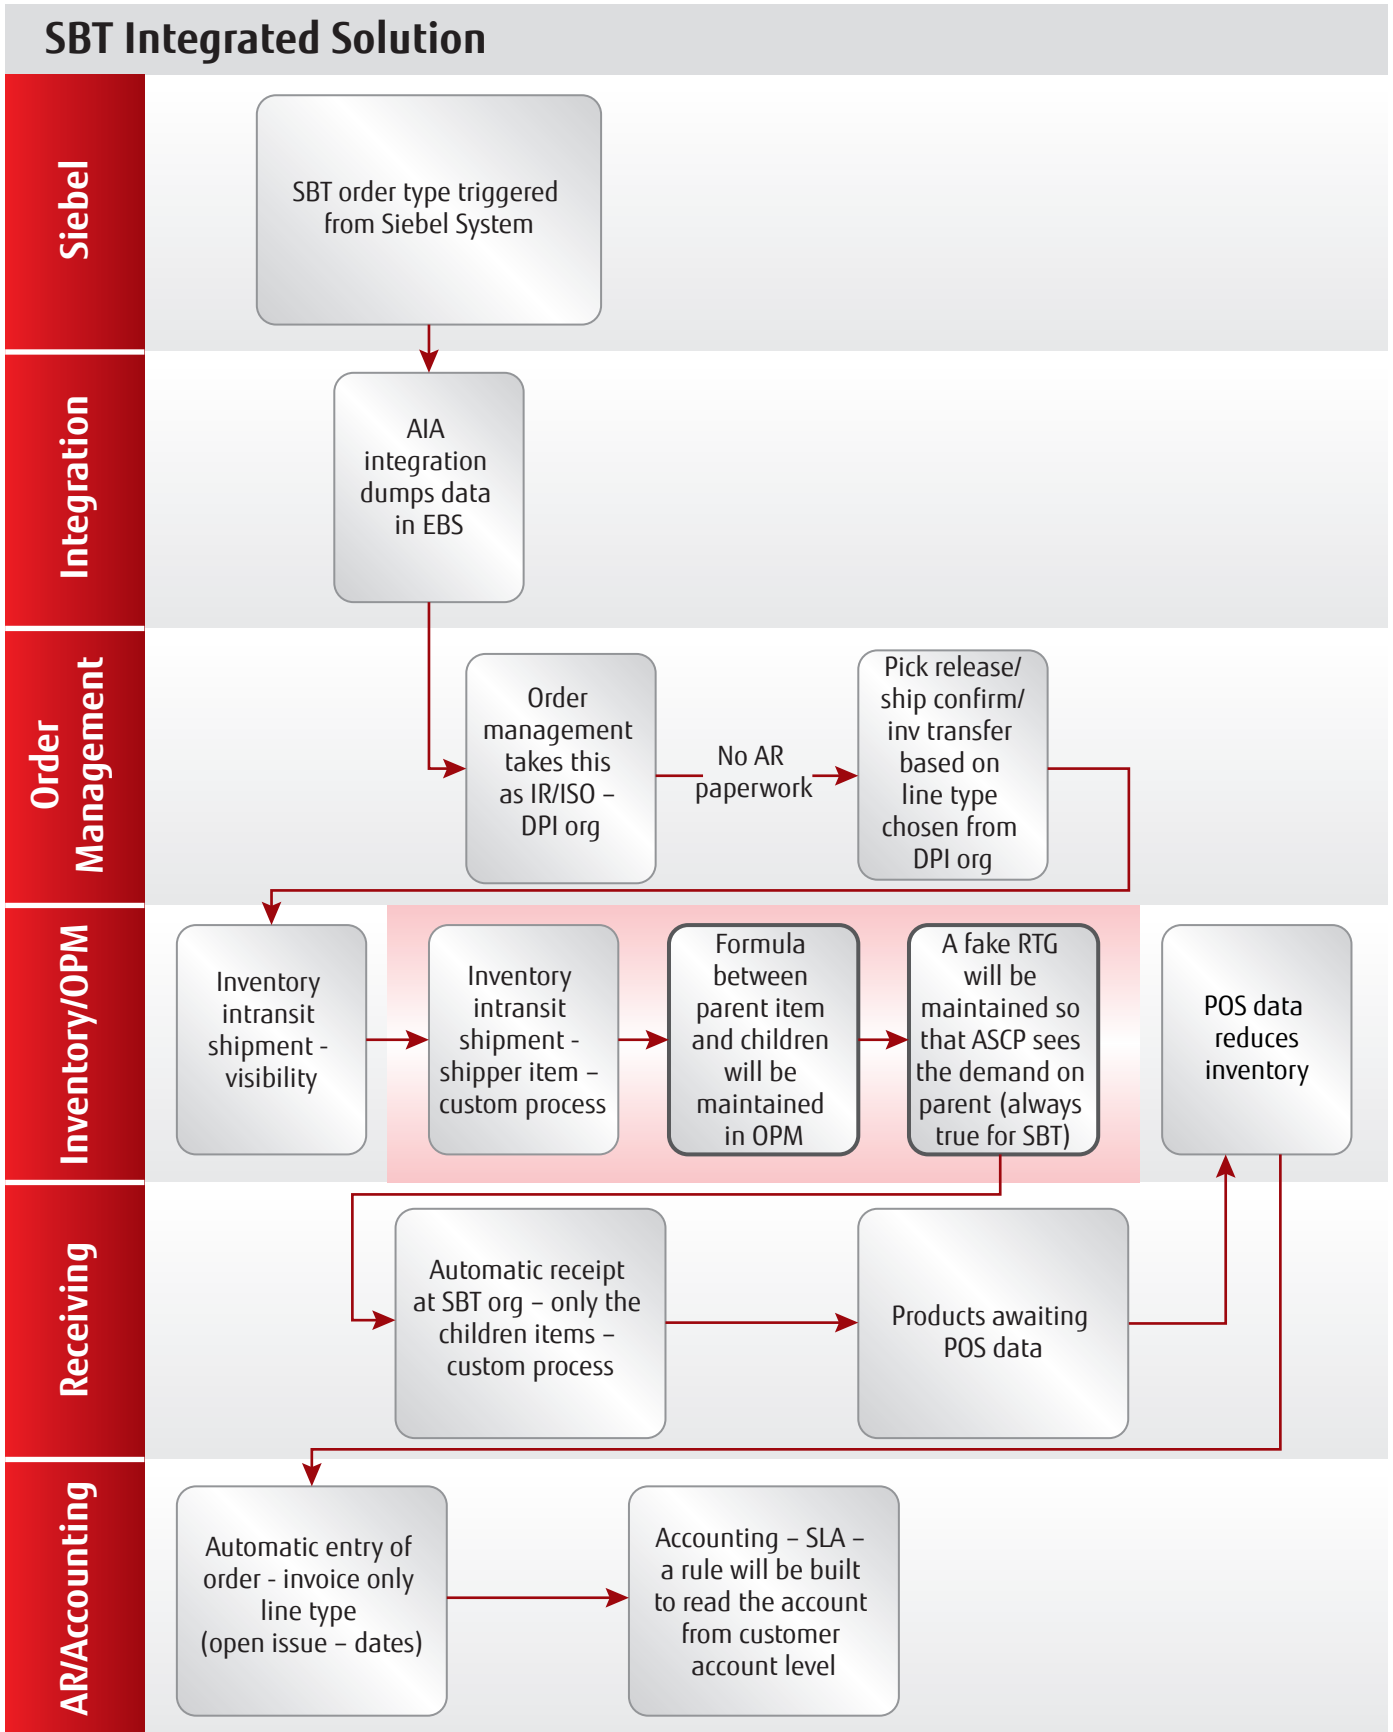 SBT Integrated Solution
Siebel
SBT order type triggered
from Siebel System
Integration
AIA
integration
dumps data
in EBS
Order
Management
Order
management
takes this
as IR/ISO –
DPI org
No AR
paperwork
Pick release/
ship confirm/
inv transfer
based on
line type
chosen from
DPI org
Inventory/OPM
Inventory
intransit
shipment -
visibility
Inventory
intransit
shipment -
shipper item –
custom process
Formula
between
parent item
and children
will be
maintained
in OPM
A fake RTG
will be
maintained so
that ASCP sees
the demand on
parent (always
true for SBT)
POS data
reduces
inventory
Receiving
Automatic receipt
at SBT org – only the
children items –
custom process
Products awaiting
POS data
AR/Accounting
Automatic entry of
order - invoice only
line type
(open issue – dates)
Accounting – SLA –
a rule will be built
to read the account
from customer
account level